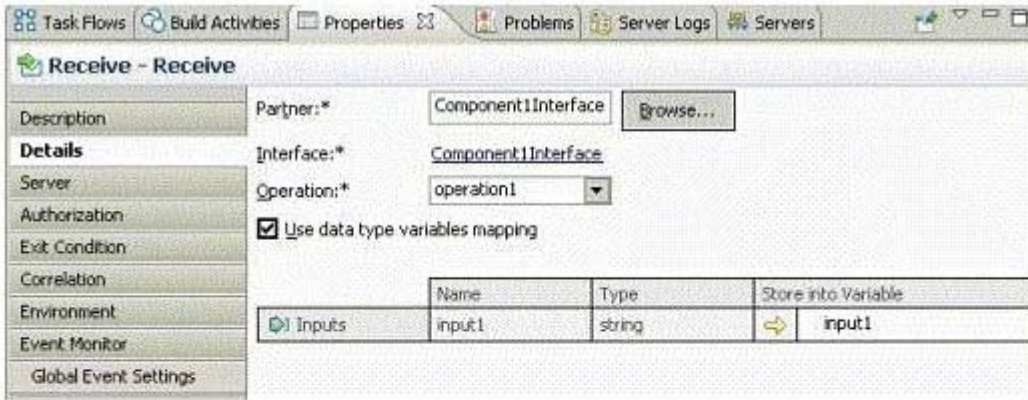 Task Flows Build Activities Properties Problems Server Logs Servers
Receive - Receive
Description
Details
Server
Authorization
Exit Condition
Correlation
Environment
Event Monitor
Global Event Settings
Partner:* Component1Interface Browse...
Interface:* Component1Interface
Operation:* operation1
Use data type variables mapping
Name Type Store into Variable
Inputs input1 string input1